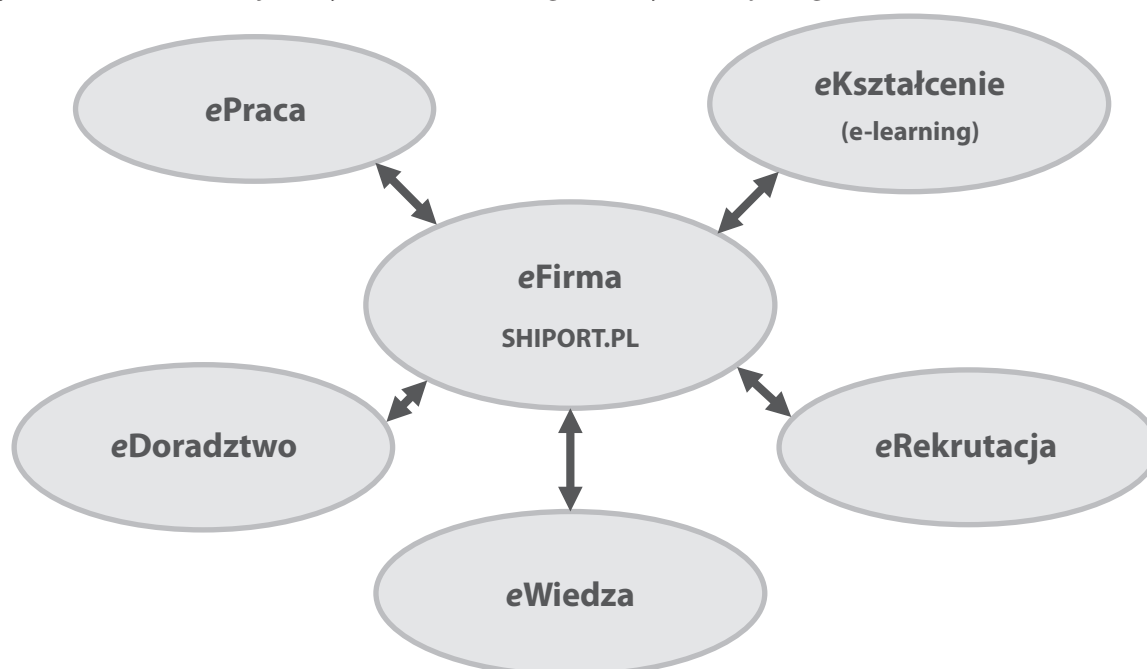 ePraca
eKształcenie
(e-learning)
eFirma
SHIPORT.PL
eDoradztwo
eRekrutacja
eWiedza